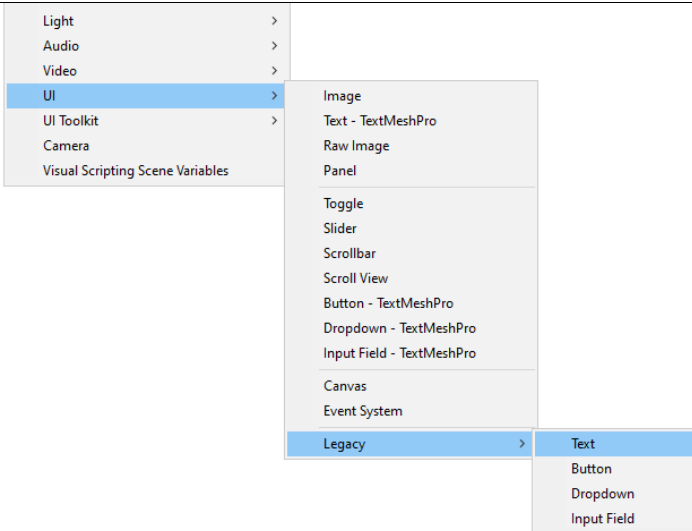 Light
Audio
Video
UI
UI Toolkit
Camera
Visual Scripting Scene Variables
Image
Text - TextMeshPro
Raw Image
Panel
Toggle
Slider
Scrollbar
Scroll View
Button - TextMeshPro
Dropdown - TextMeshPro
Input Field - TextMeshPro
Canvas
Event System
Legacy
Text
Button
Dropdown
Input Field